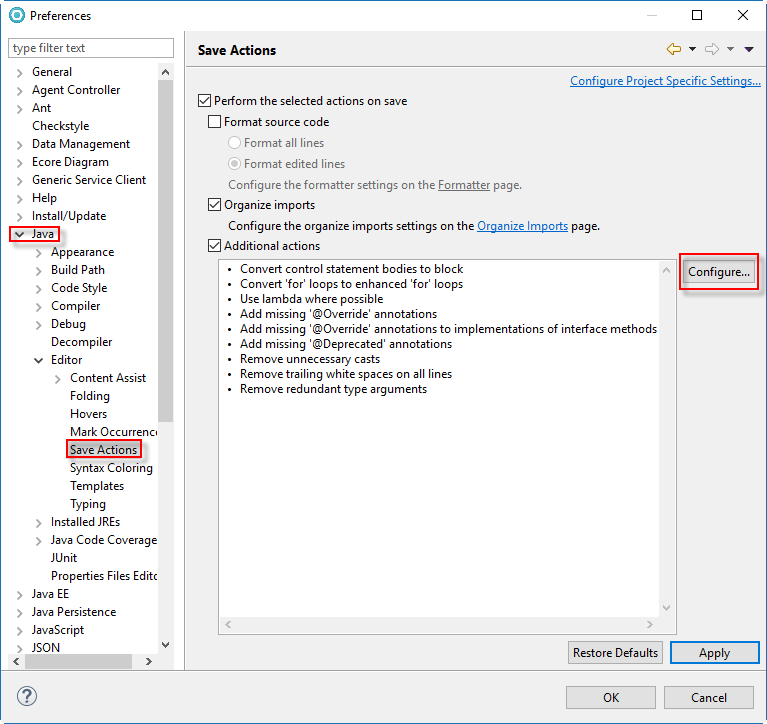 Preferences
type filter text
General
Agent Controller
Ant
Checkstyle
Data Management
Ecore Diagram
Generic Service Client
Help
Install/Update
Java
Appearance
Build Path
Code Style
Compiler
Debug
Decompiler
Editor
Content Assist
Folding
Hovers
Mark Occurrenc
Save Actions
Syntax Coloring
Templates
Typing
Installed JREs
Java Code Coverage
JUnit
Properties Files Edito
Java EE
Java Persistence
JavaScript
JSON
Save Actions
Configure Project Specific Settings...
Perform the selected actions on save
Format source code
Format all lines
Format edited lines
Configure the formatter settings on the Formatter page.
Organize imports
Configure the organize imports settings on the Organize Imports page.
Additional actions
• Convert control statement bodies to block
• Convert 'for' loops to enhanced 'for' loops
• Use lambda where possible
• Add missing '@Override' annotations
• Add missing '@Override' annotations to implementations of interface methods
• Add missing '@Deprecated' annotations
• Remove unnecessary casts
• Remove trailing white spaces on all lines
• Remove redundant type arguments
Configure...
Restore Defaults
Apply
?
OK
Cancel